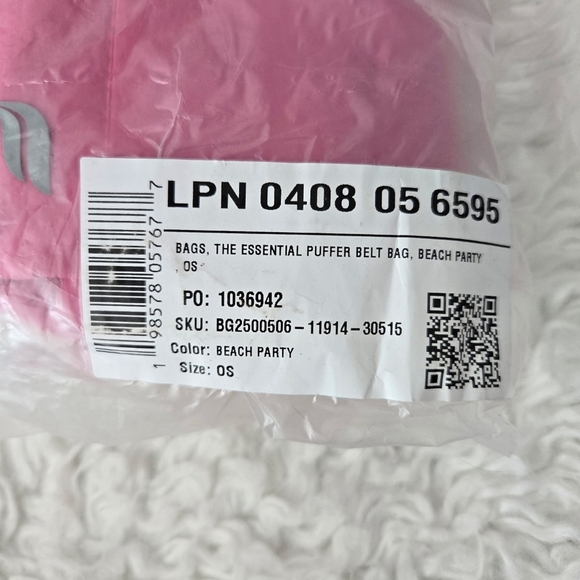 LPN 0408 05 6595
BAGS, THE ESSENTIAL PUFFER BELT BAG, BEACH PARTY
, OS
PO: 1036942
SKU: BG2500506-11914-30515
Color: BEACH PARTY
Size: OS
1 98578 05767 7